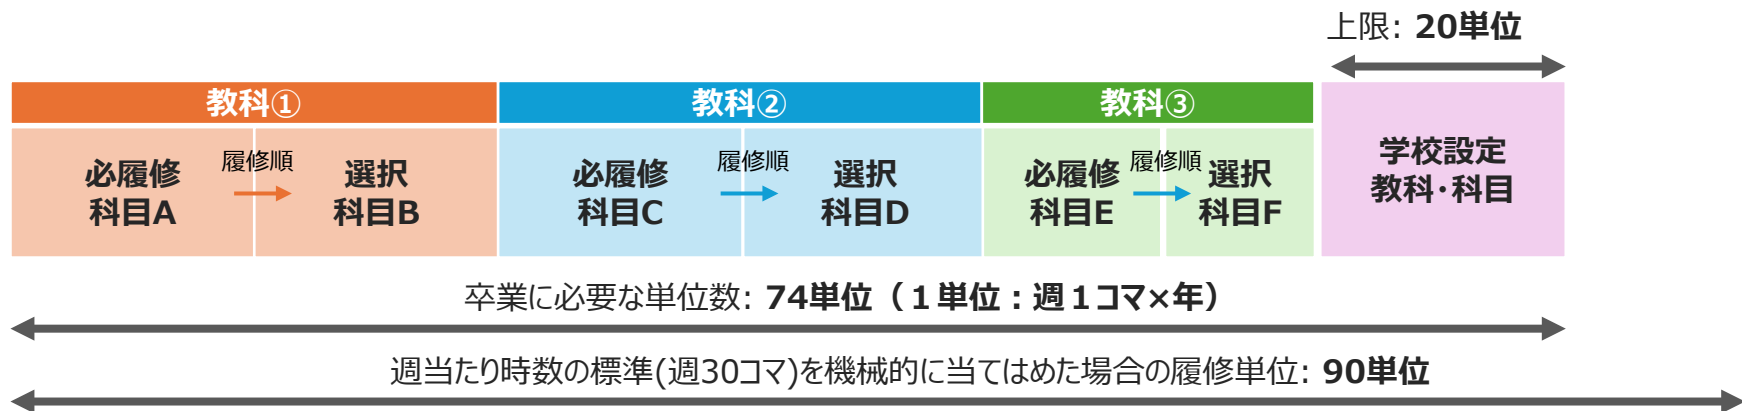 上限: 20単位
教科①
教科②
教科③
必履修
科目A
履修順
選択
科目B
必履修
科目C
履修順
選択
科目D
必履修
科目E
履修順
選択
科目F
学校設定
教科・科目
卒業に必要な単位数: 74単位（１単位：週１コマ×年）
週当たり時数の標準(週30コマ)を機械的に当てはめた場合の履修単位: 90単位